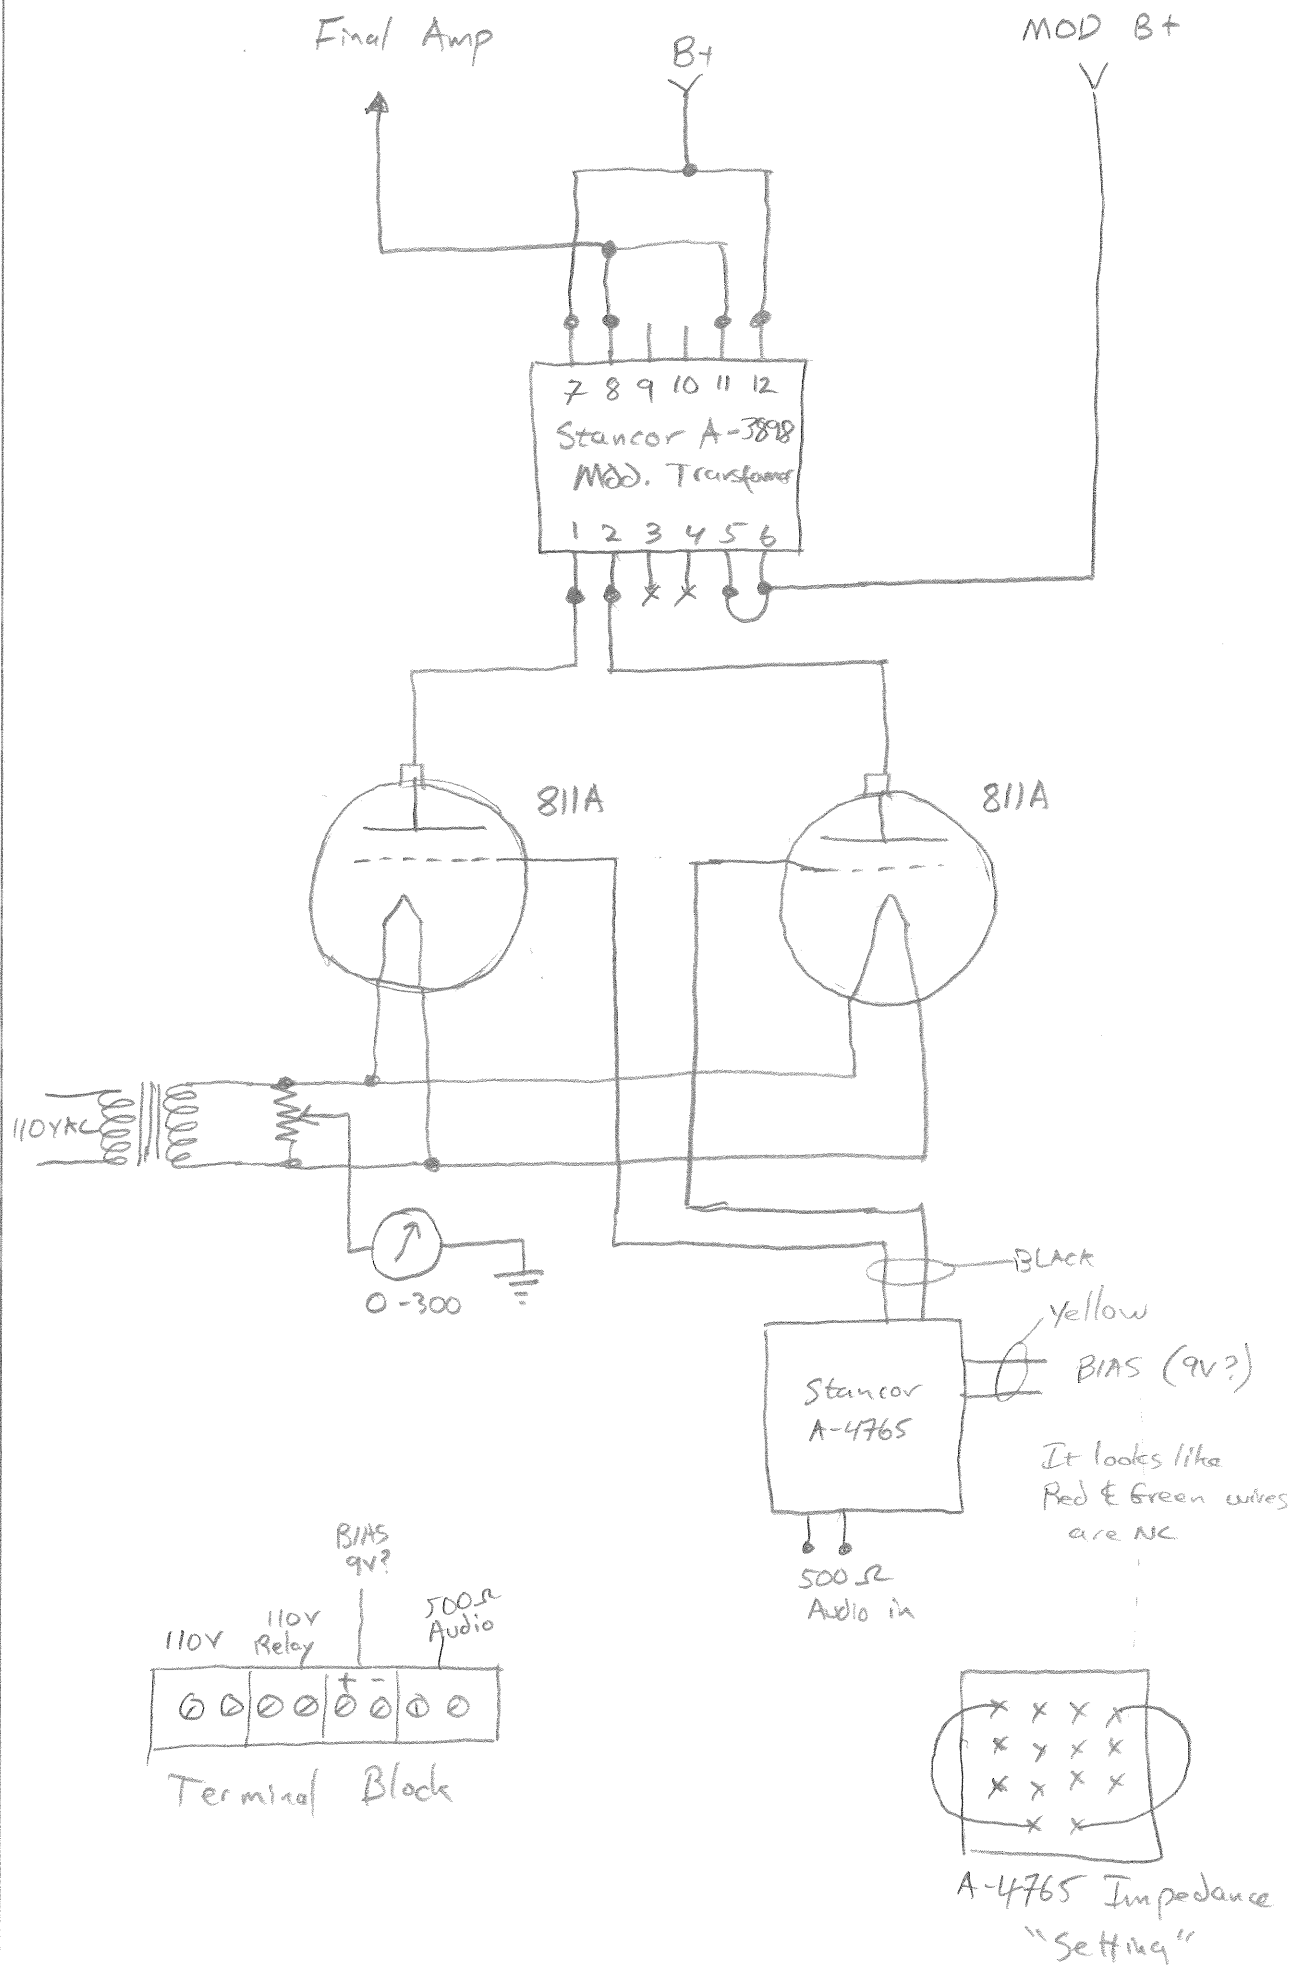 Final Amp
B+
MOD B+
7 8 9 10 11 12
Stancor A-3898
Mod. Transformer
1 2 3 4 5 6
811A
811A
110VAC
0-300
BLACK
Yellow
BIAS (9V?)
Stancor
A-4765
It looks like
Red & Green wires
are NC
500Ω
Audio in
BIAS
9V?
110V
110V
Relay
500Ω
Audio
+ -
Terminal Block
A-4765 Impedance
"Setting"